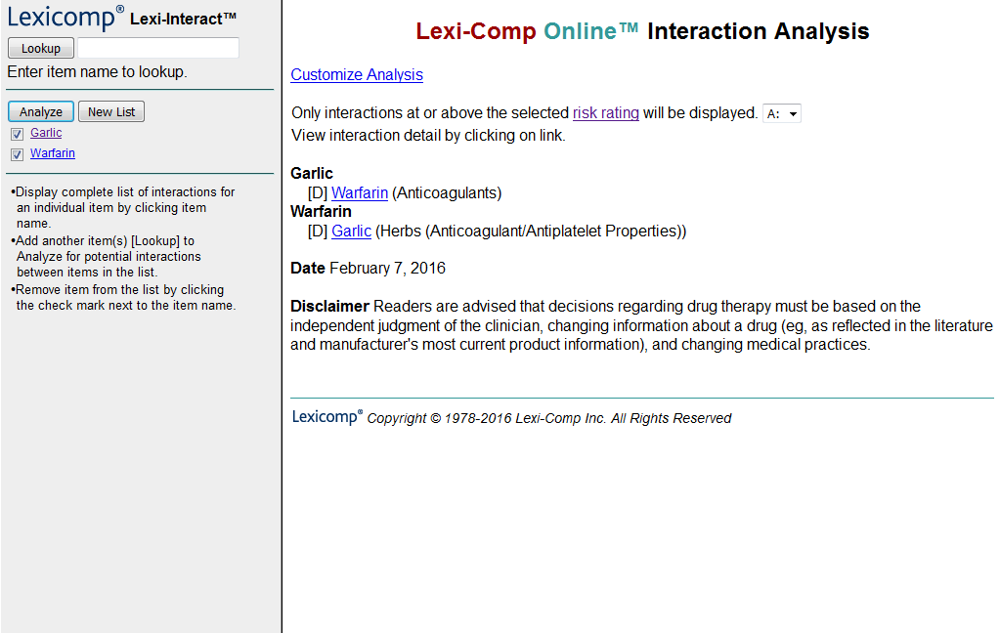 Lexicomp® Lexi-Interact™
Lookup
Enter item name to lookup.
Analyze New List
Garlic
Warfarin
•Display complete list of interactions for
an individual item by clicking item
name.
•Add another item(s) [Lookup] to
Analyze for potential interactions
between items in the list.
•Remove item from the list by clicking
the check mark next to the item name.
Lexi-Comp Online™ Interaction Analysis
Customize Analysis
Only interactions at or above the selected risk rating will be displayed. A:
View interaction detail by clicking on link.
Garlic
[D] Warfarin (Anticoagulants)
Warfarin
[D] Garlic (Herbs (Anticoagulant/Antiplatelet Properties))
Date February 7, 2016
Disclaimer Readers are advised that decisions regarding drug therapy must be based on the
independent judgment of the clinician, changing information about a drug (eg, as reflected in the literature
and manufacturer's most current product information), and changing medical practices.
Lexicomp® Copyright © 1978-2016 Lexi-Comp Inc. All Rights Reserved